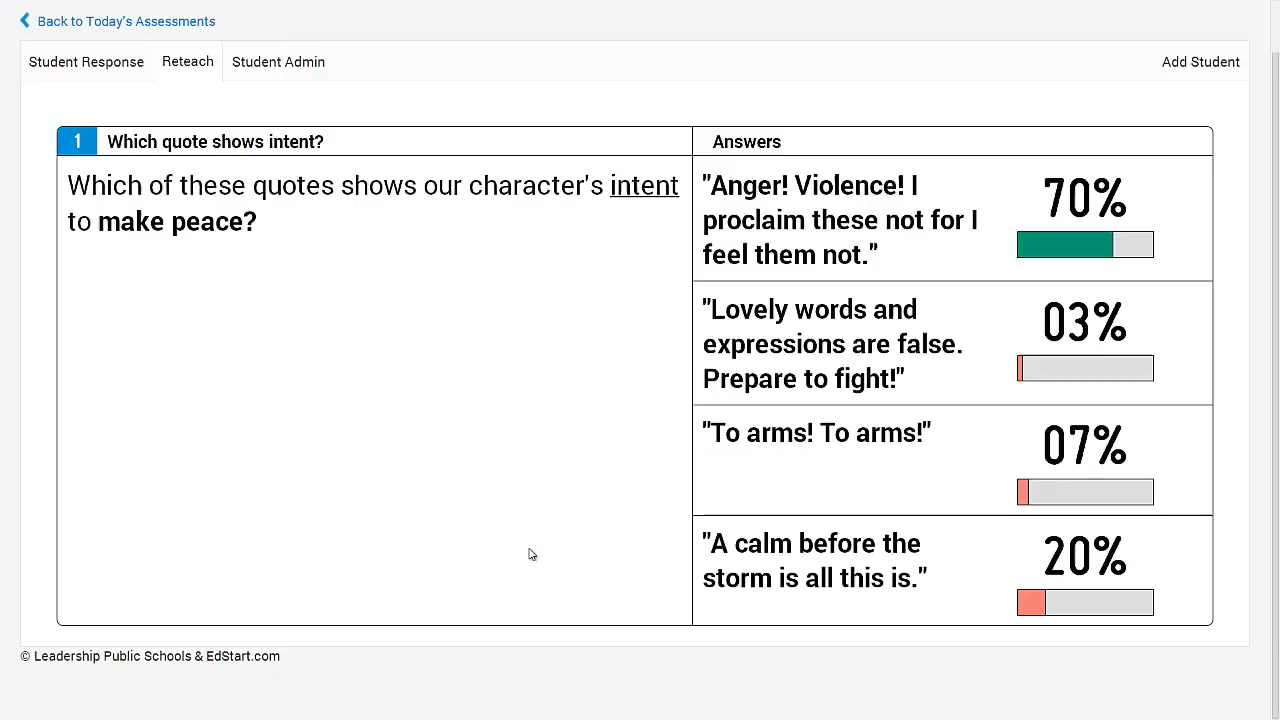 Back to Today's Assessments
Student Response Reteach Student Admin Add Student
1 Which quote shows intent? Answers
Which of these quotes shows our character's intent
to make peace?
"Anger! Violence! I
proclaim these not for I
feel them not."
70%
"Lovely words and
expressions are false.
Prepare to fight!"
03%
"To arms! To arms!"
07%
"A calm before the
storm is all this is."
20%
© Leadership Public Schools & EdStart.com